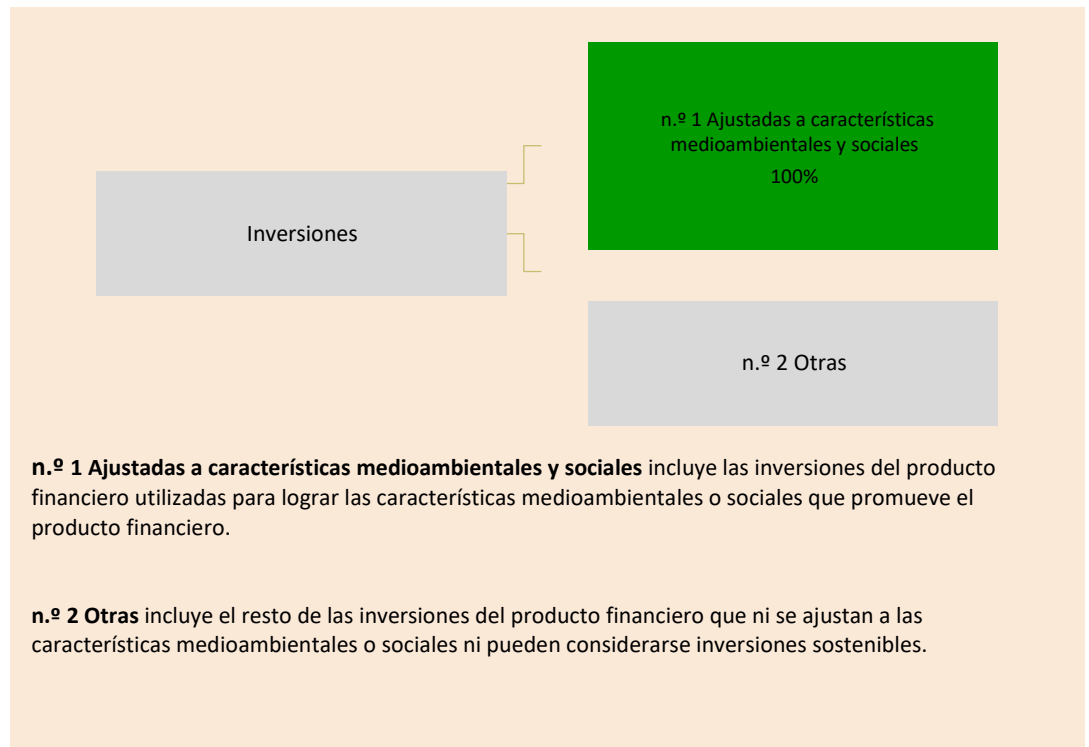 n.º 1 Ajustadas a características
medioambientales y sociales
100%
Inversiones
n.º 2 Otras
n.º 1 Ajustadas a características medioambientales y sociales incluye las inversiones del producto
financiero utilizadas para lograr las características medioambientales o sociales que promueve el
producto financiero.
n.º 2 Otras incluye el resto de las inversiones del producto financiero que ni se ajustan a las
características medioambientales o sociales ni pueden considerarse inversiones sostenibles.